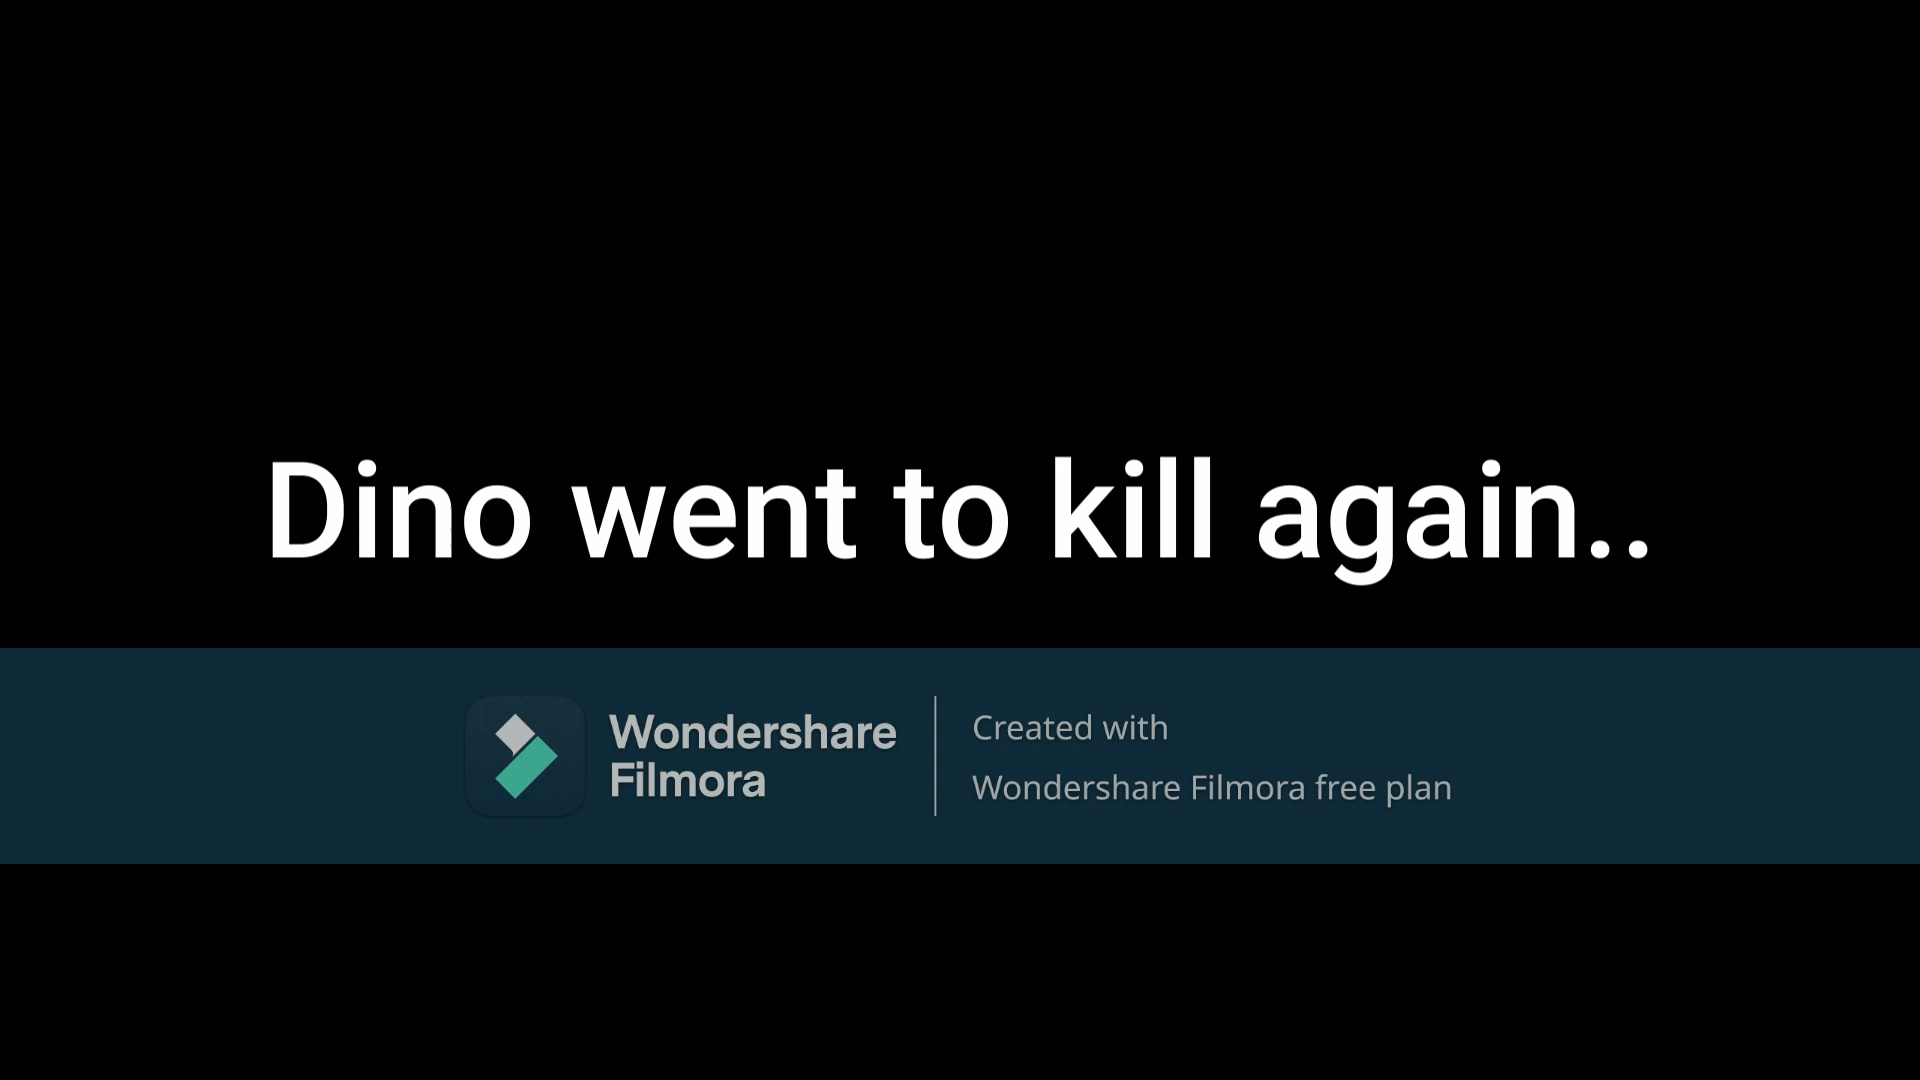 Dino went to kill again..
Wondershare
Filmora
Created with
Wondershare Filmora free plan